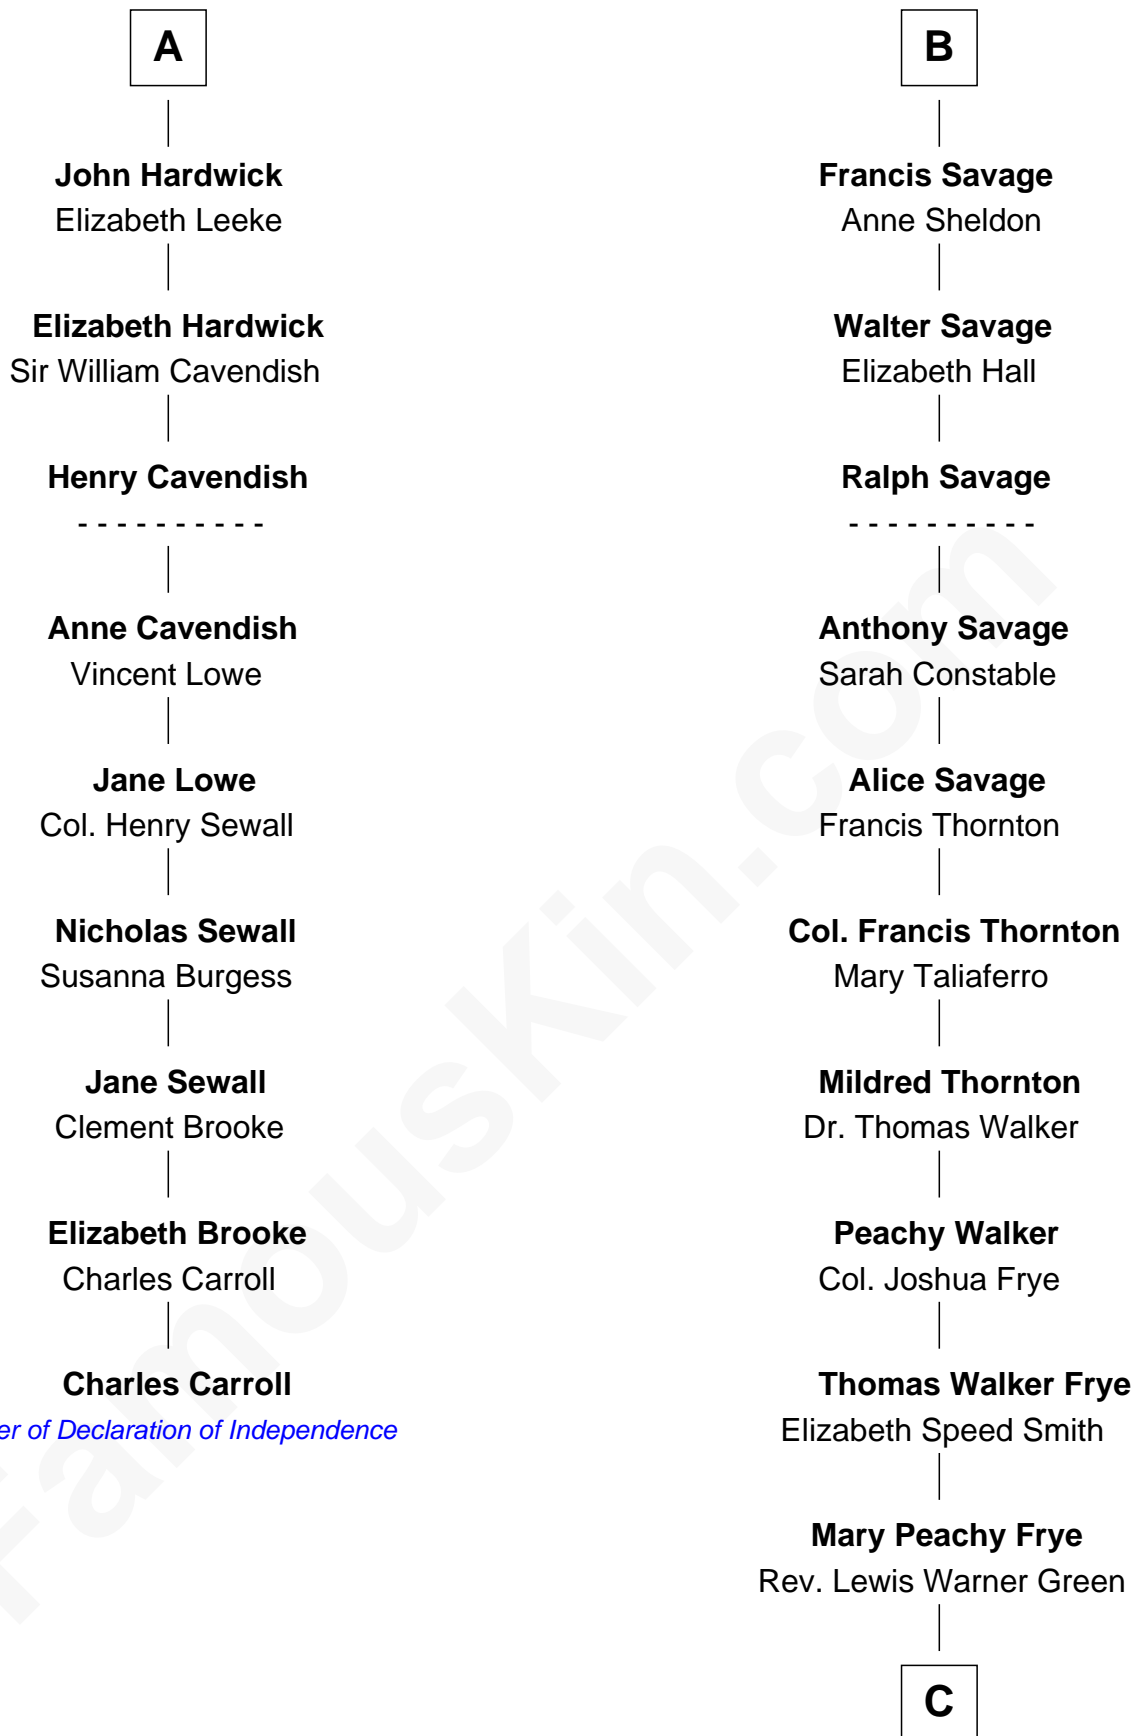 A
John Hardwick
Elizabeth Leeke
Elizabeth Hardwick
Sir William Cavendish
Henry Cavendish
- - - - - - - - - -
Anne Cavendish
Vincent Lowe
Jane Lowe
Col. Henry Sewall
Nicholas Sewall
Susanna Burgess
Jane Sewall
Clement Brooke
Elizabeth Brooke
Charles Carroll
Charles Carroll
of Declaration of Independence
B
Francis Savage
Anne Sheldon
Walter Savage
Elizabeth Hall
Ralph Savage
- - - - - - - - - -
Anthony Savage
Sarah Constable
Alice Savage
Francis Thornton
Col. Francis Thornton
Mary Taliaferro
Mildred Thornton
Dr. Thomas Walker
Peachy Walker
Col. Joshua Frye
Thomas Walker Frye
Elizabeth Speed Smith
Mary Peachy Frye
Rev. Lewis Warner Green
C
FamousKin.com